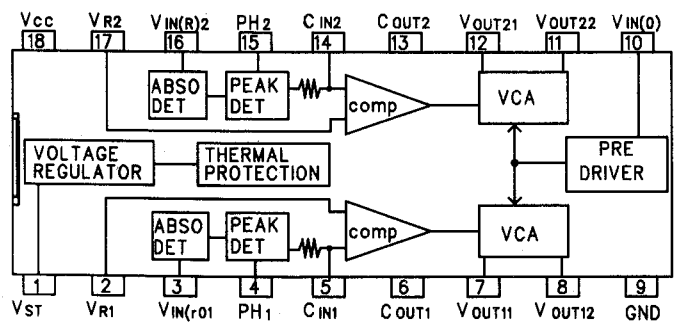 VCC VR2 VIN(R)2 PH2 CIN2 COUT2 VOUT21 VOUT22 VIN(0)
18 17 16 15 14 13 12 11 10
ABSO DET
PEAK DET
comp
VCA
VOLTAGE REGULATOR
THERMAL PROTECTION
PRE DRIVER
ABSO DET
PEAK DET
comp
VCA
1 2 3 4 5 6 7 8 9
VST VR1 VIN(r01 PH1 CIN1 COUT1 VOUT11 VOUT12 GND